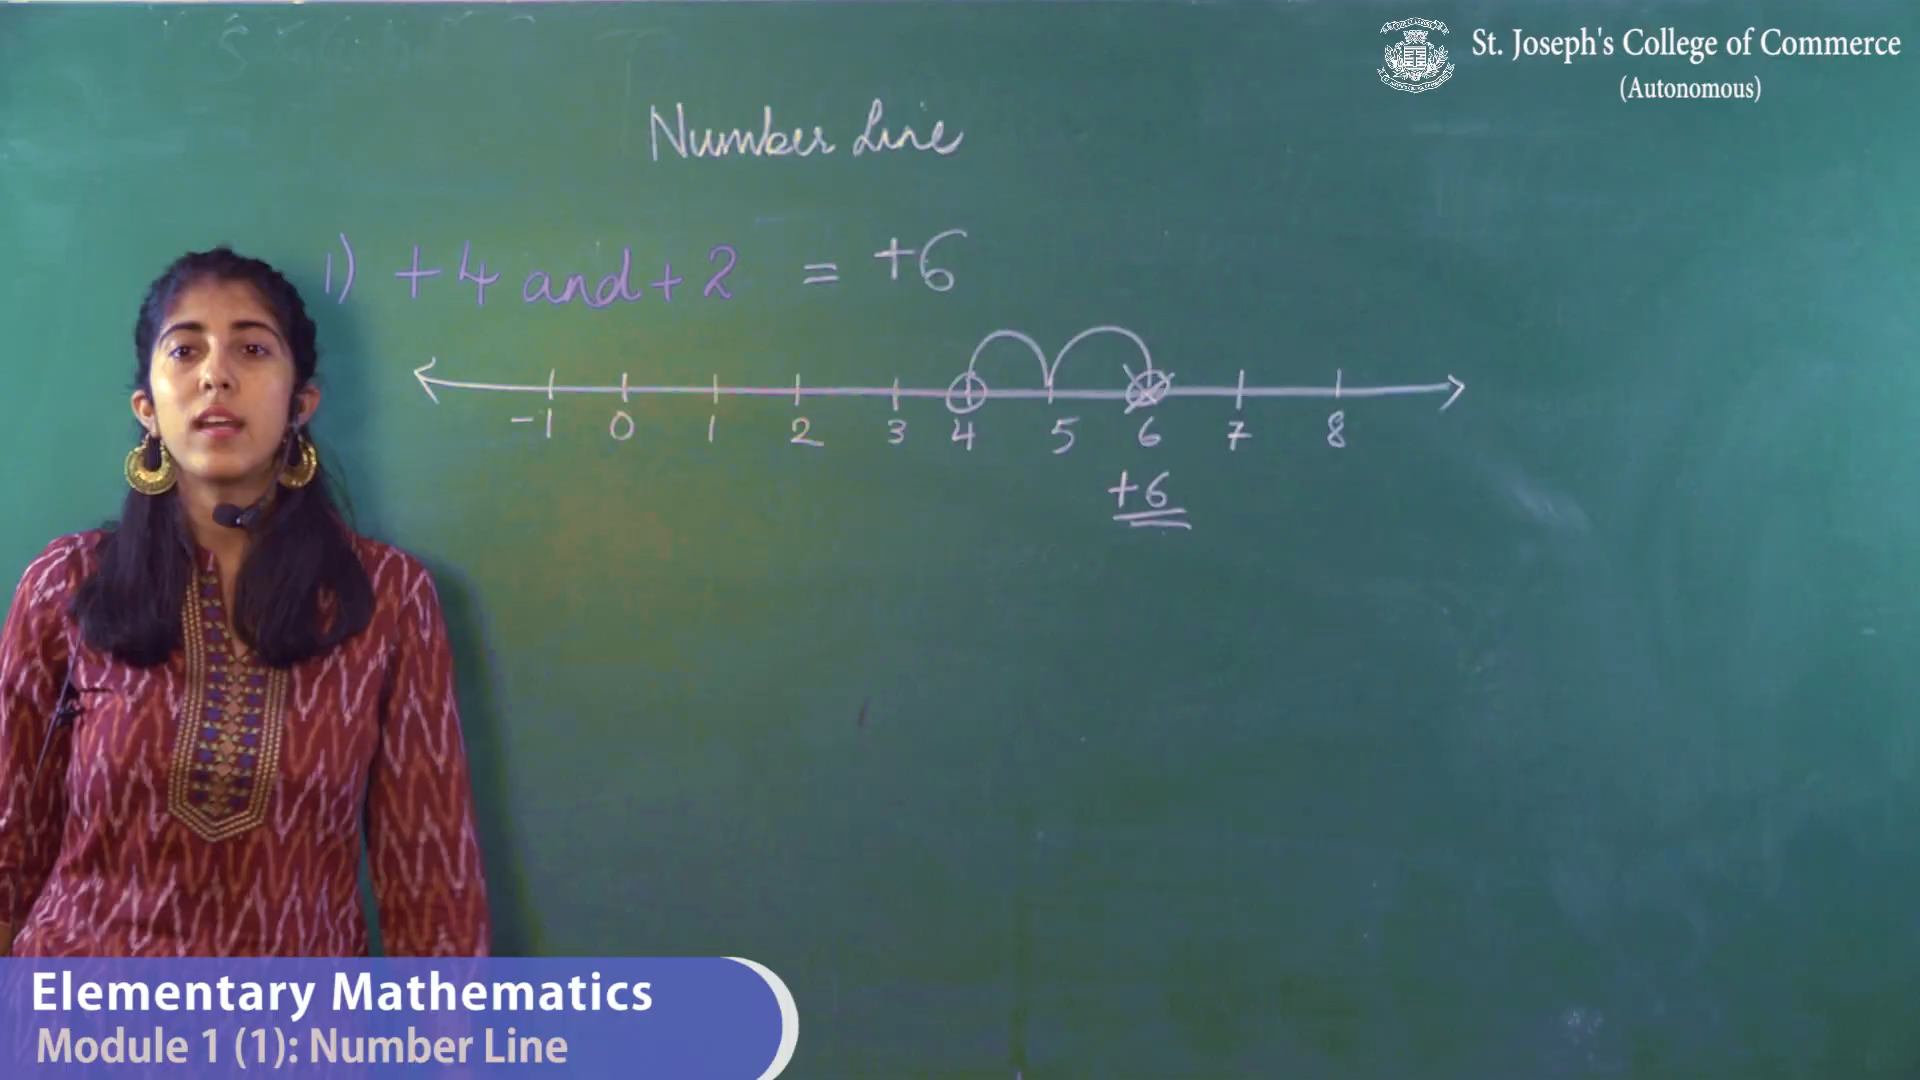 St. Joseph's College of Commerce
(Autonomous)
Number Line
1) +4 and +2 = +6
-1 0 1 2 3 4 5 6 7 8
+6
Elementary Mathematics
Module 1 (1): Number Line